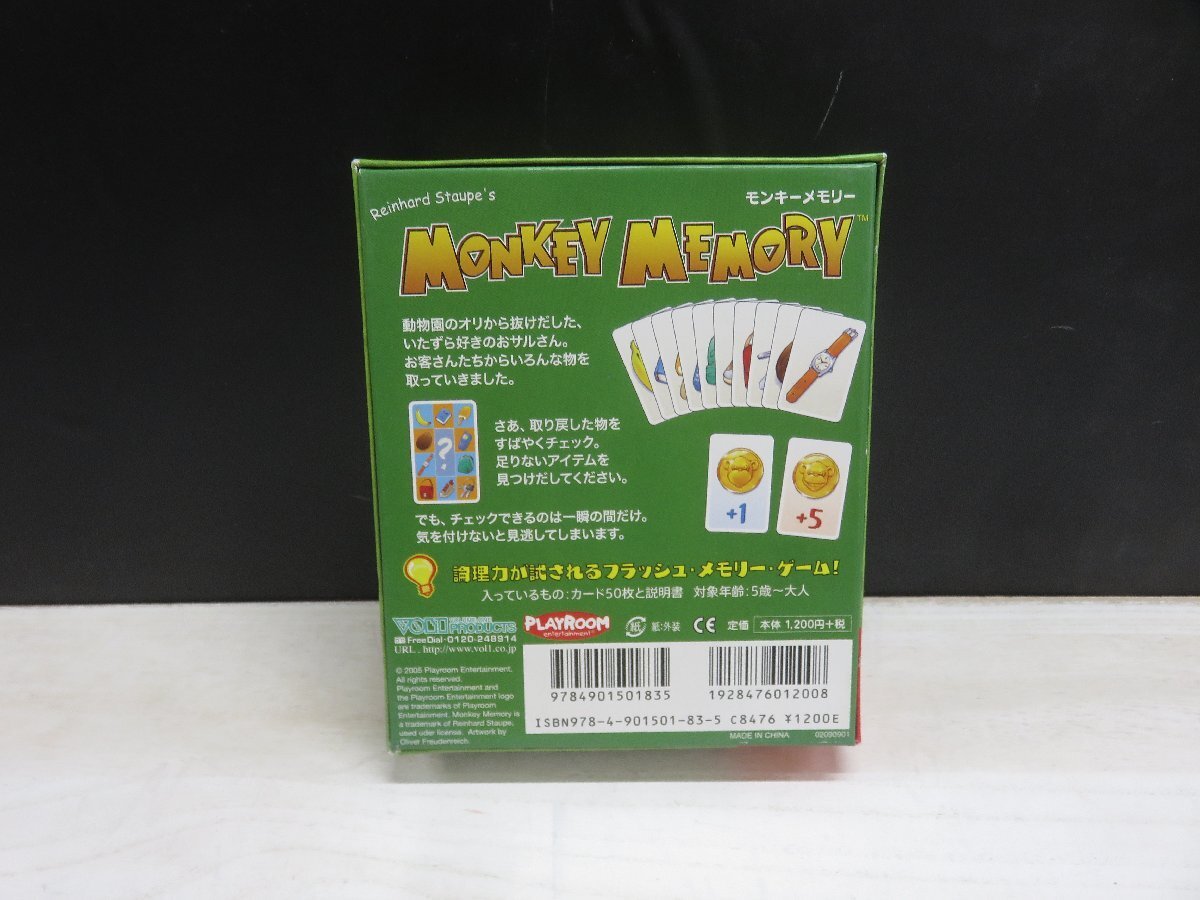 Reinhard Staupe's
モンキーメモリー
MONKEY MEMORY™
動物園のオリから抜けだした、
いたずら好きのおサルさん。
お客さんたちからいろんな物を
取っていきました。
さあ、取り戻した物を
すばやくチェック。
足りないアイテムを
見つけだしてください。
?
+1
+5
でも、チェックできるのは一瞬の間だけ。
気を付けないと見逃してしまいます。
論理力が試されるフラッシュ・メモリー・ゲーム!
入っているもの:カード50枚と説明書 対象年齢:5歳〜大人
VOL1 PRODUCTS
FreeDial-0120-248914
URL . http://www.vol1.co.jp
PLAYROOM
entertainment
紙 紙:外装 CE 定価 本体 1,200円+税
© 2005 Playroom Entertainment.
All rights reserved.
Playroom Entertainment and
the Playroom Entertainment logo
are trademarks of Playroom
Entertainment. Monkey Memory is
a trademark of Reinhard Staupe,
used uder license. Artwork by
Oliver Freudenreich.
9784901501835
1928476012008
ISBN978-4-901501-83-5 C8476 ¥1200E
MADE IN CHINA 02090901